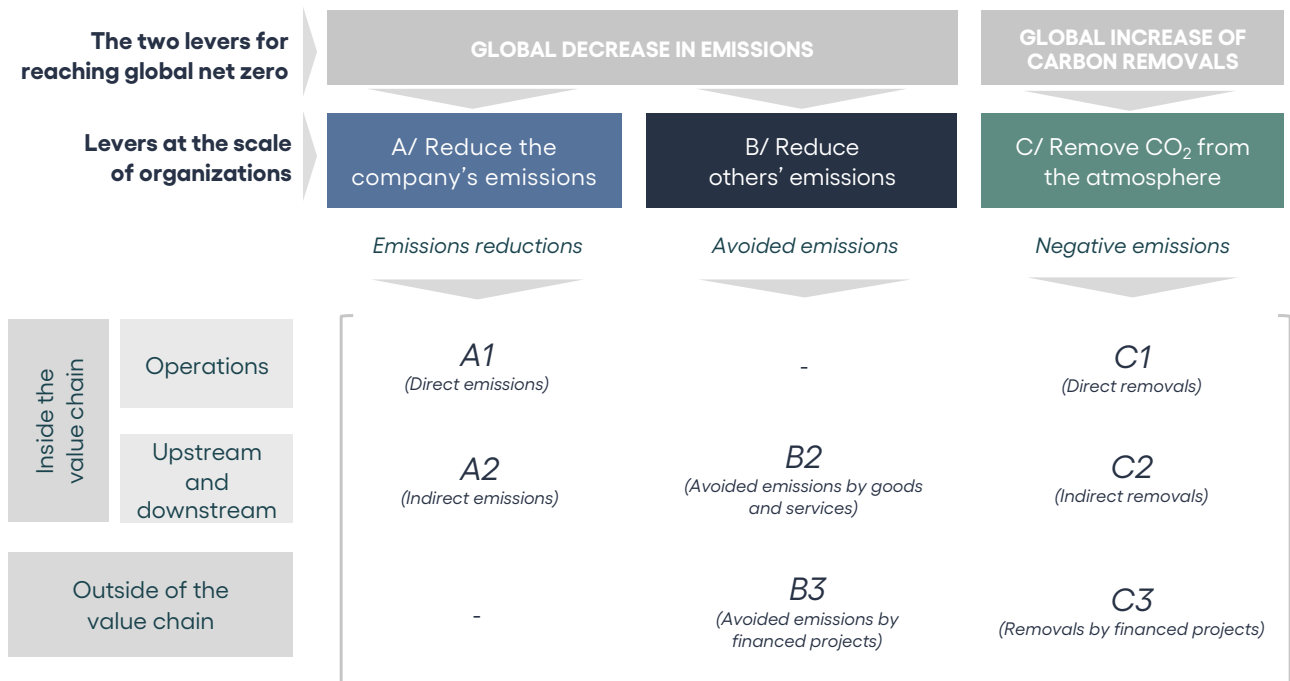 The two levers for
reaching global net zero
GLOBAL DECREASE IN EMISSIONS
GLOBAL INCREASE OF
CARBON REMOVALS
Levers at the scale
of organizations
A/ Reduce the
company's emissions
B/ Reduce
others' emissions
C/ Remove CO₂ from
the atmosphere
Emissions reductions
Avoided emissions
Negative emissions
Inside the
value chain
Operations
A1
(Direct emissions)
-
C1
(Direct removals)
Upstream
and
downstream
A2
(Indirect emissions)
B2
(Avoided emissions by goods
and services)
C2
(Indirect removals)
Outside of the
value chain
-
B3
(Avoided emissions by
financed projects)
C3
(Removals by financed projects)